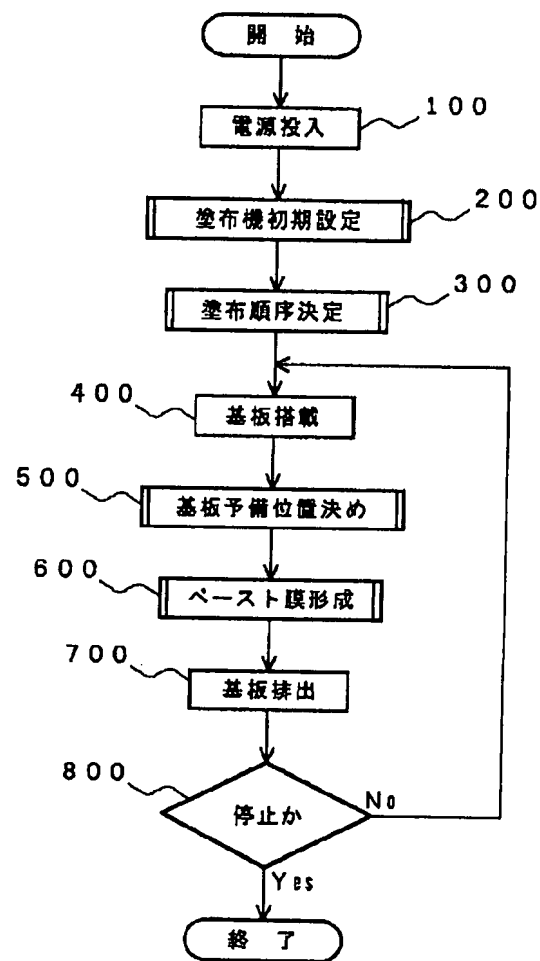 開 始
電源投入
100
塗布機初期設定
200
塗布順序決定
300
400
基板搭載
500
基板予備位置決め
600
ペースト膜形成
700
基板排出
800
停止か
No
Yes
終 了